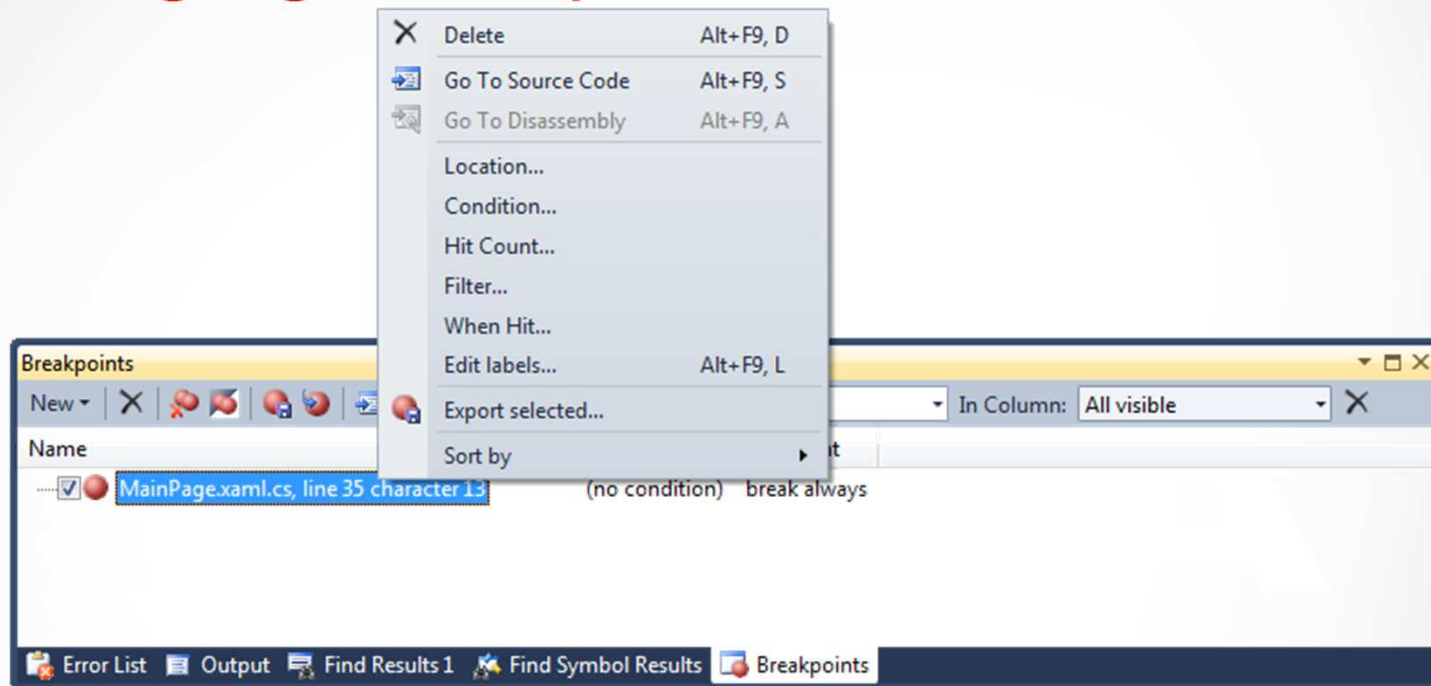 Delete Alt+F9, D
Go To Source Code Alt+F9, S
Go To Disassembly Alt+F9, A
Location...
Condition...
Hit Count...
Filter...
When Hit...
Edit labels... Alt+F9, L
Export selected...
Sort by
Breakpoints
New
In Column: All visible
Name
MainPage.xaml.cs, line 35 character 13 (no condition) break always
Error List Output Find Results 1 Find Symbol Results Breakpoints